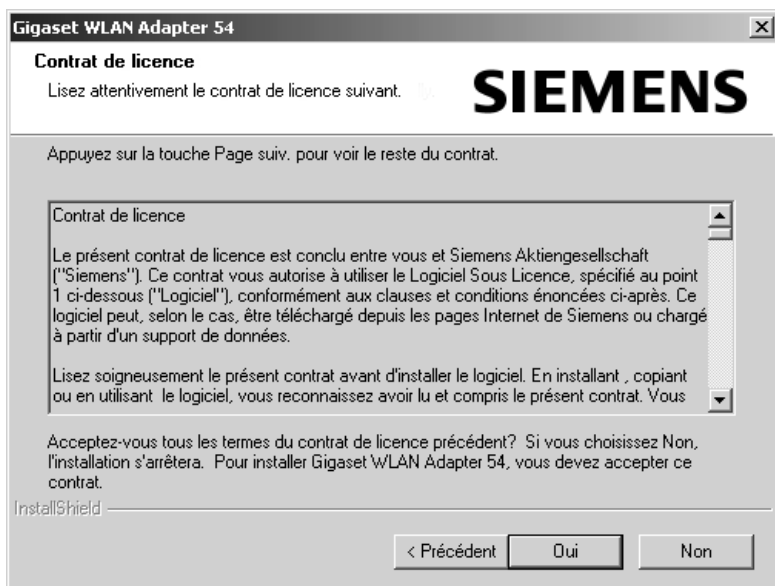 Gigaset WLAN Adapter 54
Contrat de licence
Lisez attentivement le contrat de licence suivant.
SIEMENS
Appuyez sur la touche Page suiv. pour voir le reste du contrat.
Contrat de licence
Le présent contrat de licence est conclu entre vous et Siemens Aktiengesellschaft
("Siemens"). Ce contrat vous autorise à utiliser le Logiciel Sous Licence, spécifié au point
1 ci-dessous ("Logiciel"), conformément aux clauses et conditions énoncées ci-après. Ce
logiciel peut, selon le cas, être téléchargé depuis les pages Internet de Siemens ou chargé
à partir d'un support de données.
Lisez soigneusement le présent contrat avant d'installer le logiciel. En installant , copiant
ou en utilisant  le logiciel, vous reconnaissez avoir lu et compris le présent contrat. Vous
Acceptez-vous tous les termes du contrat de licence précédent?  Si vous choisissez Non,
l'installation s'arrêtera.  Pour installer Gigaset WLAN Adapter 54, vous devez accepter ce
contrat.
InstallShield
< Précédent
Oui
Non